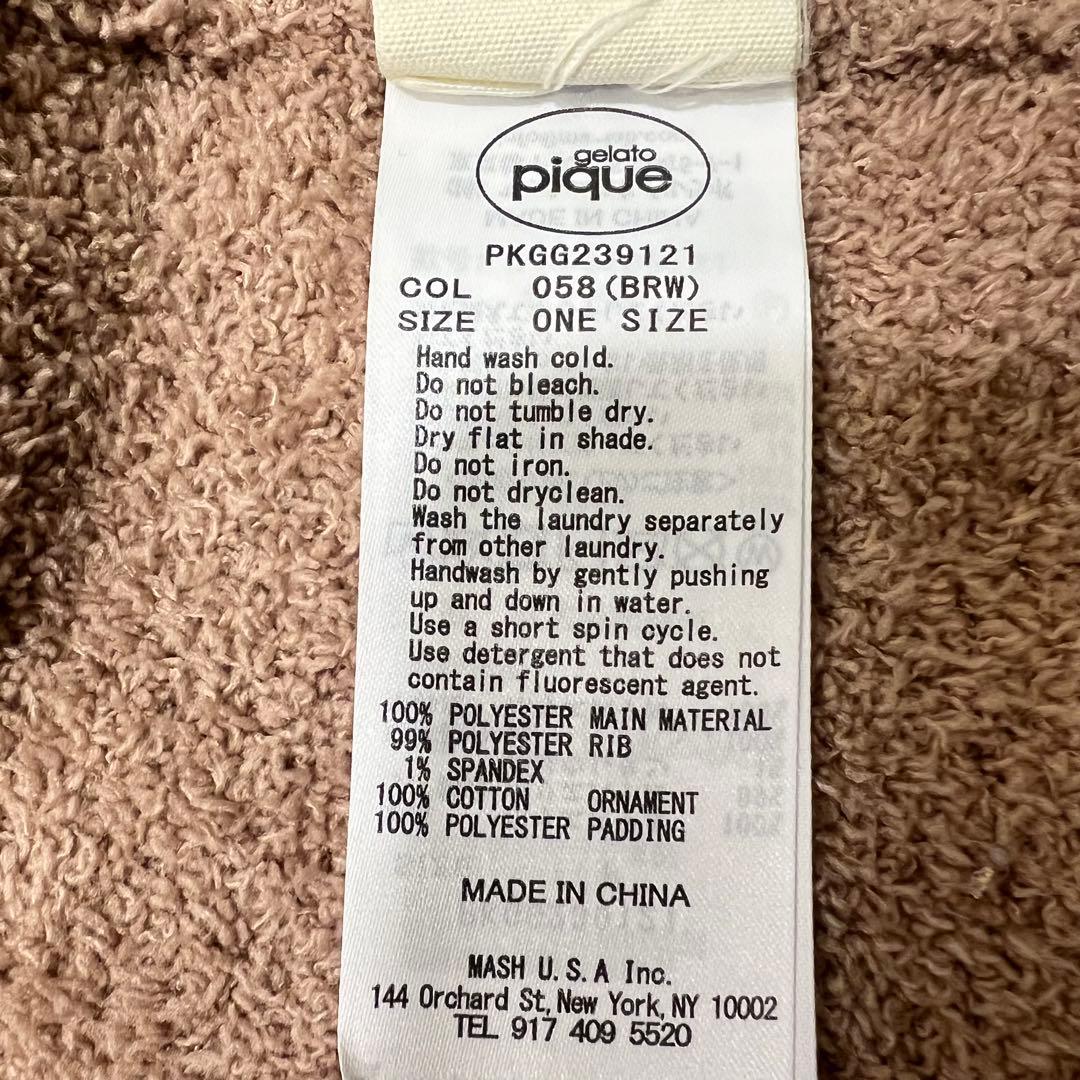 gelato
pique
PKGG239121
COL 058(BRW)
SIZE ONE SIZE
Hand wash cold.
Do not bleach.
Do not tumble dry.
Dry flat in shade.
Do not iron.
Do not dryclean.
Wash the laundry separately
from other laundry.
Handwash by gently pushing
up and down in water.
Use a short spin cycle.
Use detergent that does not
contain fluorescent agent.
100% POLYESTER MAIN MATERIAL
99% POLYESTER RIB
1% SPANDEX
100% COTTON ORNAMENT
100% POLYESTER PADDING
MADE IN CHINA
MASH U.S.A Inc.
144 Orchard St, New York, NY 10002
TEL 917 409 5520